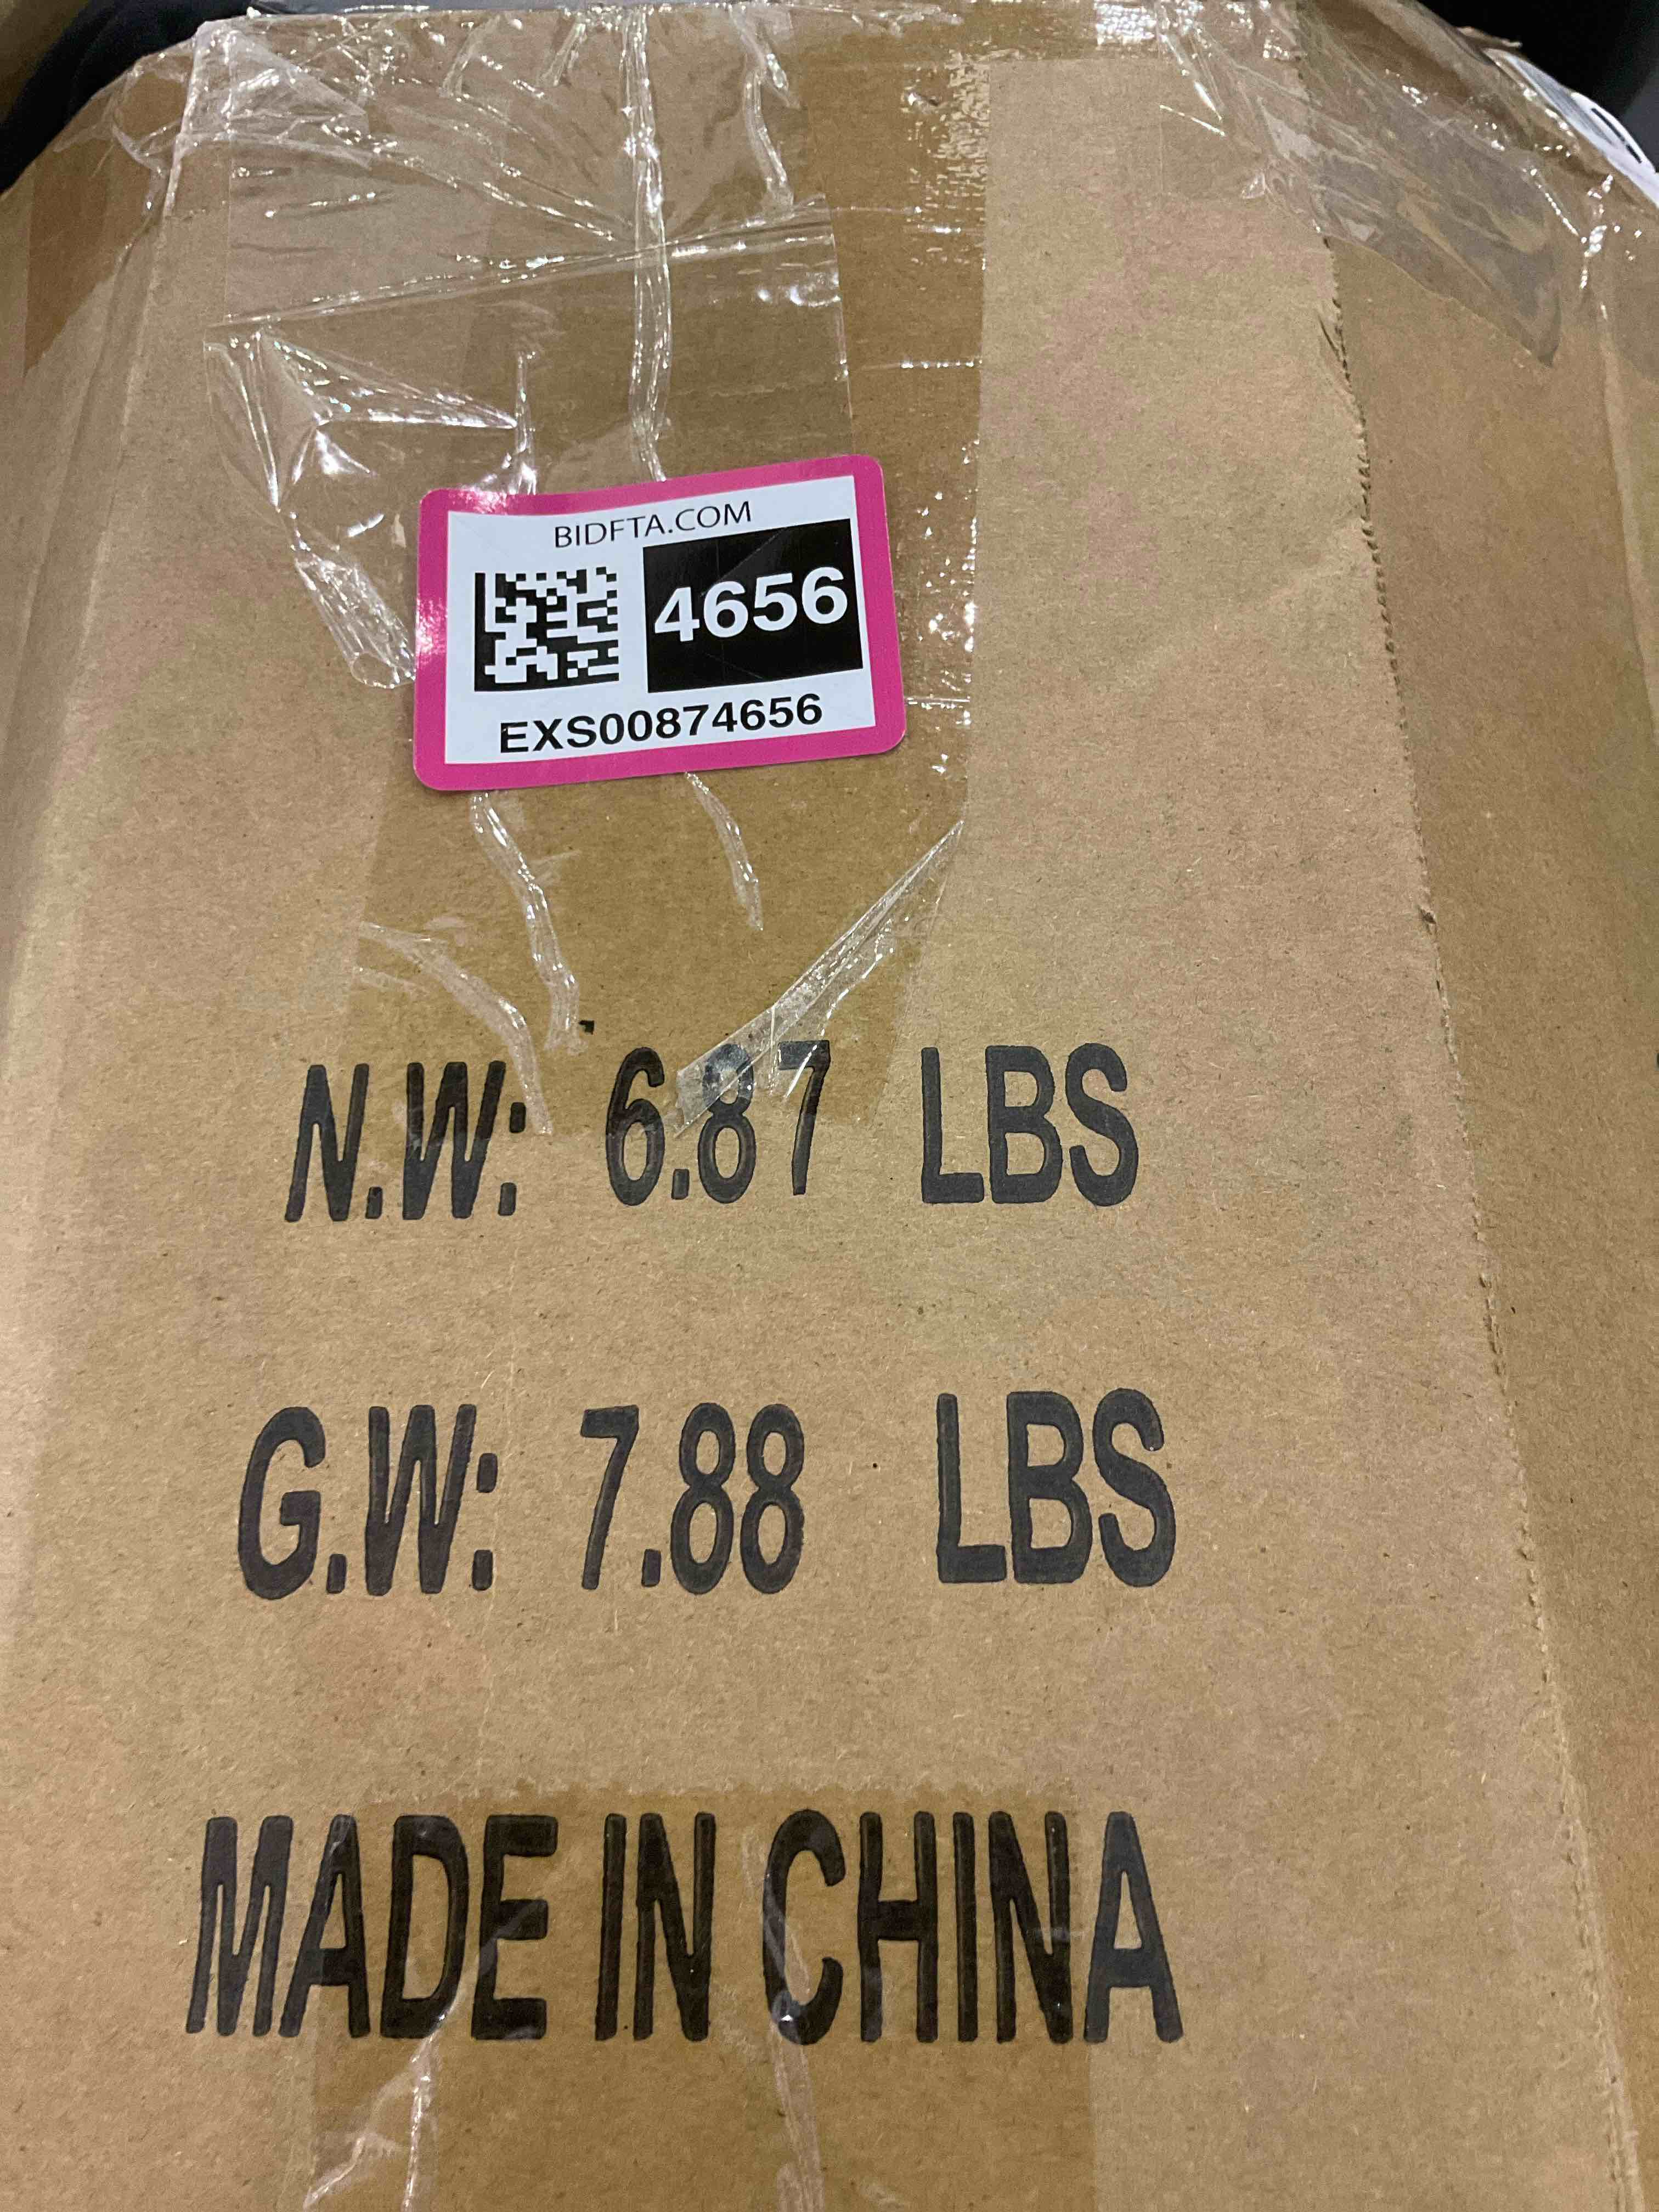 BIDFTA.COM
4656
EXS00874656
N.W: 6.87 LBS
G.W: 7.88 LBS
MADE IN CHINA